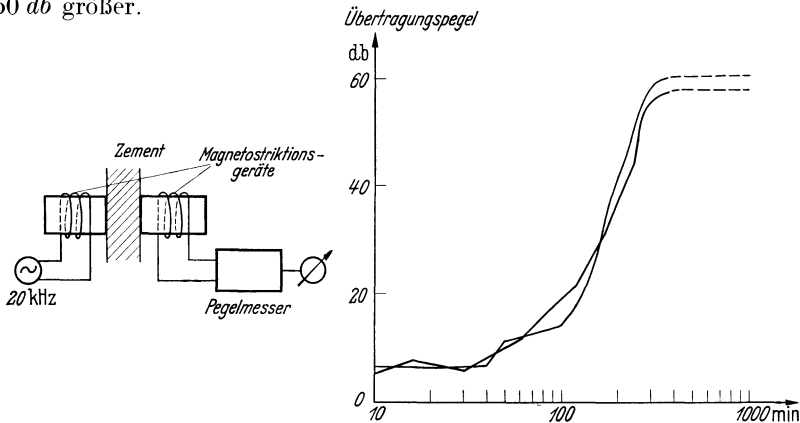 50 db größer.
Übertragungspegel
db
60
40
20
0
10
100
1000 min
Zement
Magnetostriktions-
geräte
20 kHz
Pegelmesser